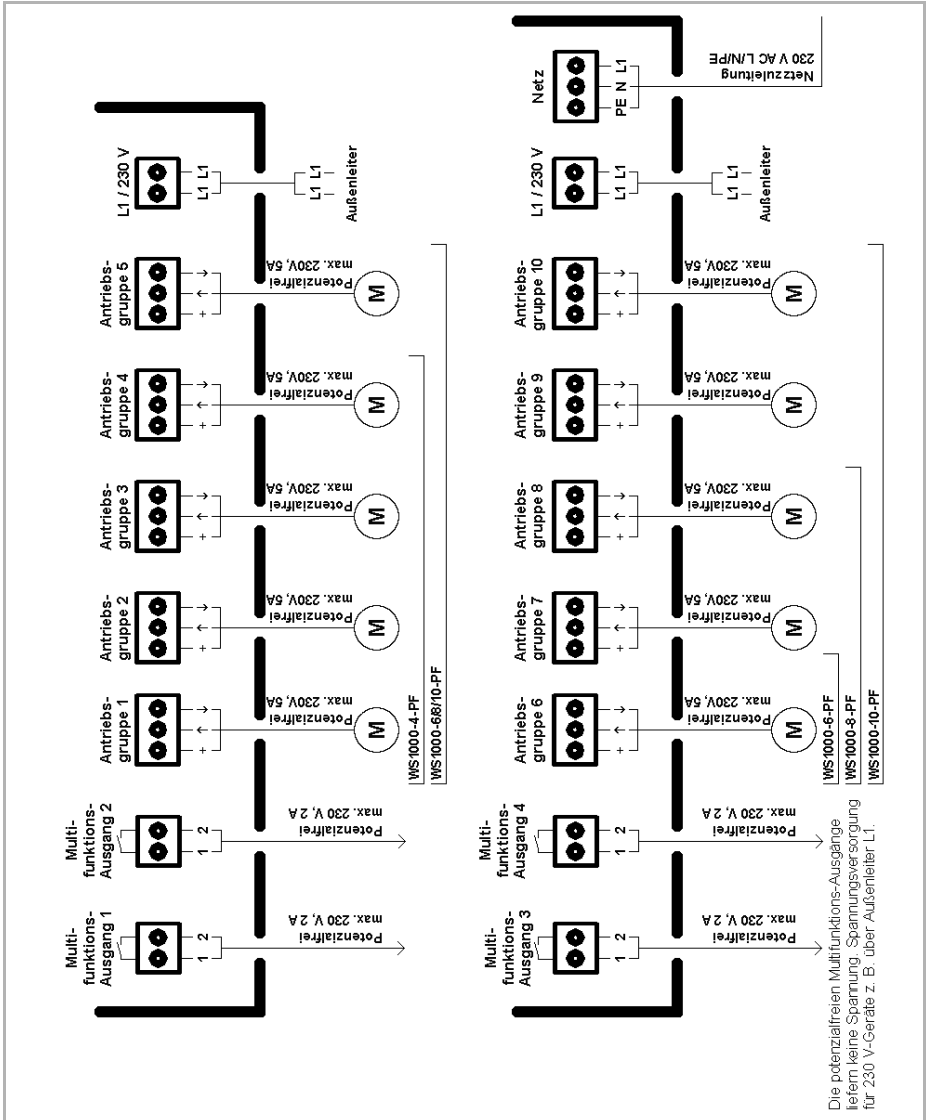 Multi-
funktions-
Ausgang 1
1 2
Potenzialfrei
max. 230 V, 2 A
Multi-
funktions-
Ausgang 2
1 2
Potenzialfrei
max. 230 V, 2 A
Antriebs-
gruppe 1
+ ↑ ↓
Potenzialfrei
max. 230V, 5A
M
Antriebs-
gruppe 2
+ ↑ ↓
Potenzialfrei
max. 230V, 5A
M
Antriebs-
gruppe 3
+ ↑ ↓
Potenzialfrei
max. 230V, 5A
M
Antriebs-
gruppe 4
+ ↑ ↓
Potenzialfrei
max. 230V, 5A
M
Antriebs-
gruppe 5
+ ↑ ↓
Potenzialfrei
max. 230V, 5A
M
L1 / 230 V
L1 L1
L1 L1
Außenleiter
WS1000-4-PF
WS1000-6/8/10-PF
Multi-
funktions-
Ausgang 3
1 2
Potenzialfrei
max. 230 V, 2 A
Multi-
funktions-
Ausgang 4
1 2
Potenzialfrei
max. 230 V, 2 A
Antriebs-
gruppe 6
+ ↑ ↓
Potenzialfrei
max. 230V, 5A
M
Antriebs-
gruppe 7
+ ↑ ↓
Potenzialfrei
max. 230V, 5A
M
Antriebs-
gruppe 8
+ ↑ ↓
Potenzialfrei
max. 230V, 5A
M
Antriebs-
gruppe 9
+ ↑ ↓
Potenzialfrei
max. 230V, 5A
M
Antriebs-
gruppe 10
+ ↑ ↓
Potenzialfrei
max. 230V, 5A
M
L1 / 230 V
L1 L1
L1 L1
Außenleiter
Netz
PE N L1
Netzzuleitung
230 V AC L/N/PE
WS1000-6-PF
WS1000-8-PF
WS1000-10-PF
Die potenzialfreien Multifunktions-Ausgänge
liefern keine Spannung. Spannungsversorgung
für 230 V-Geräte z. B. über Außenleiter L1.